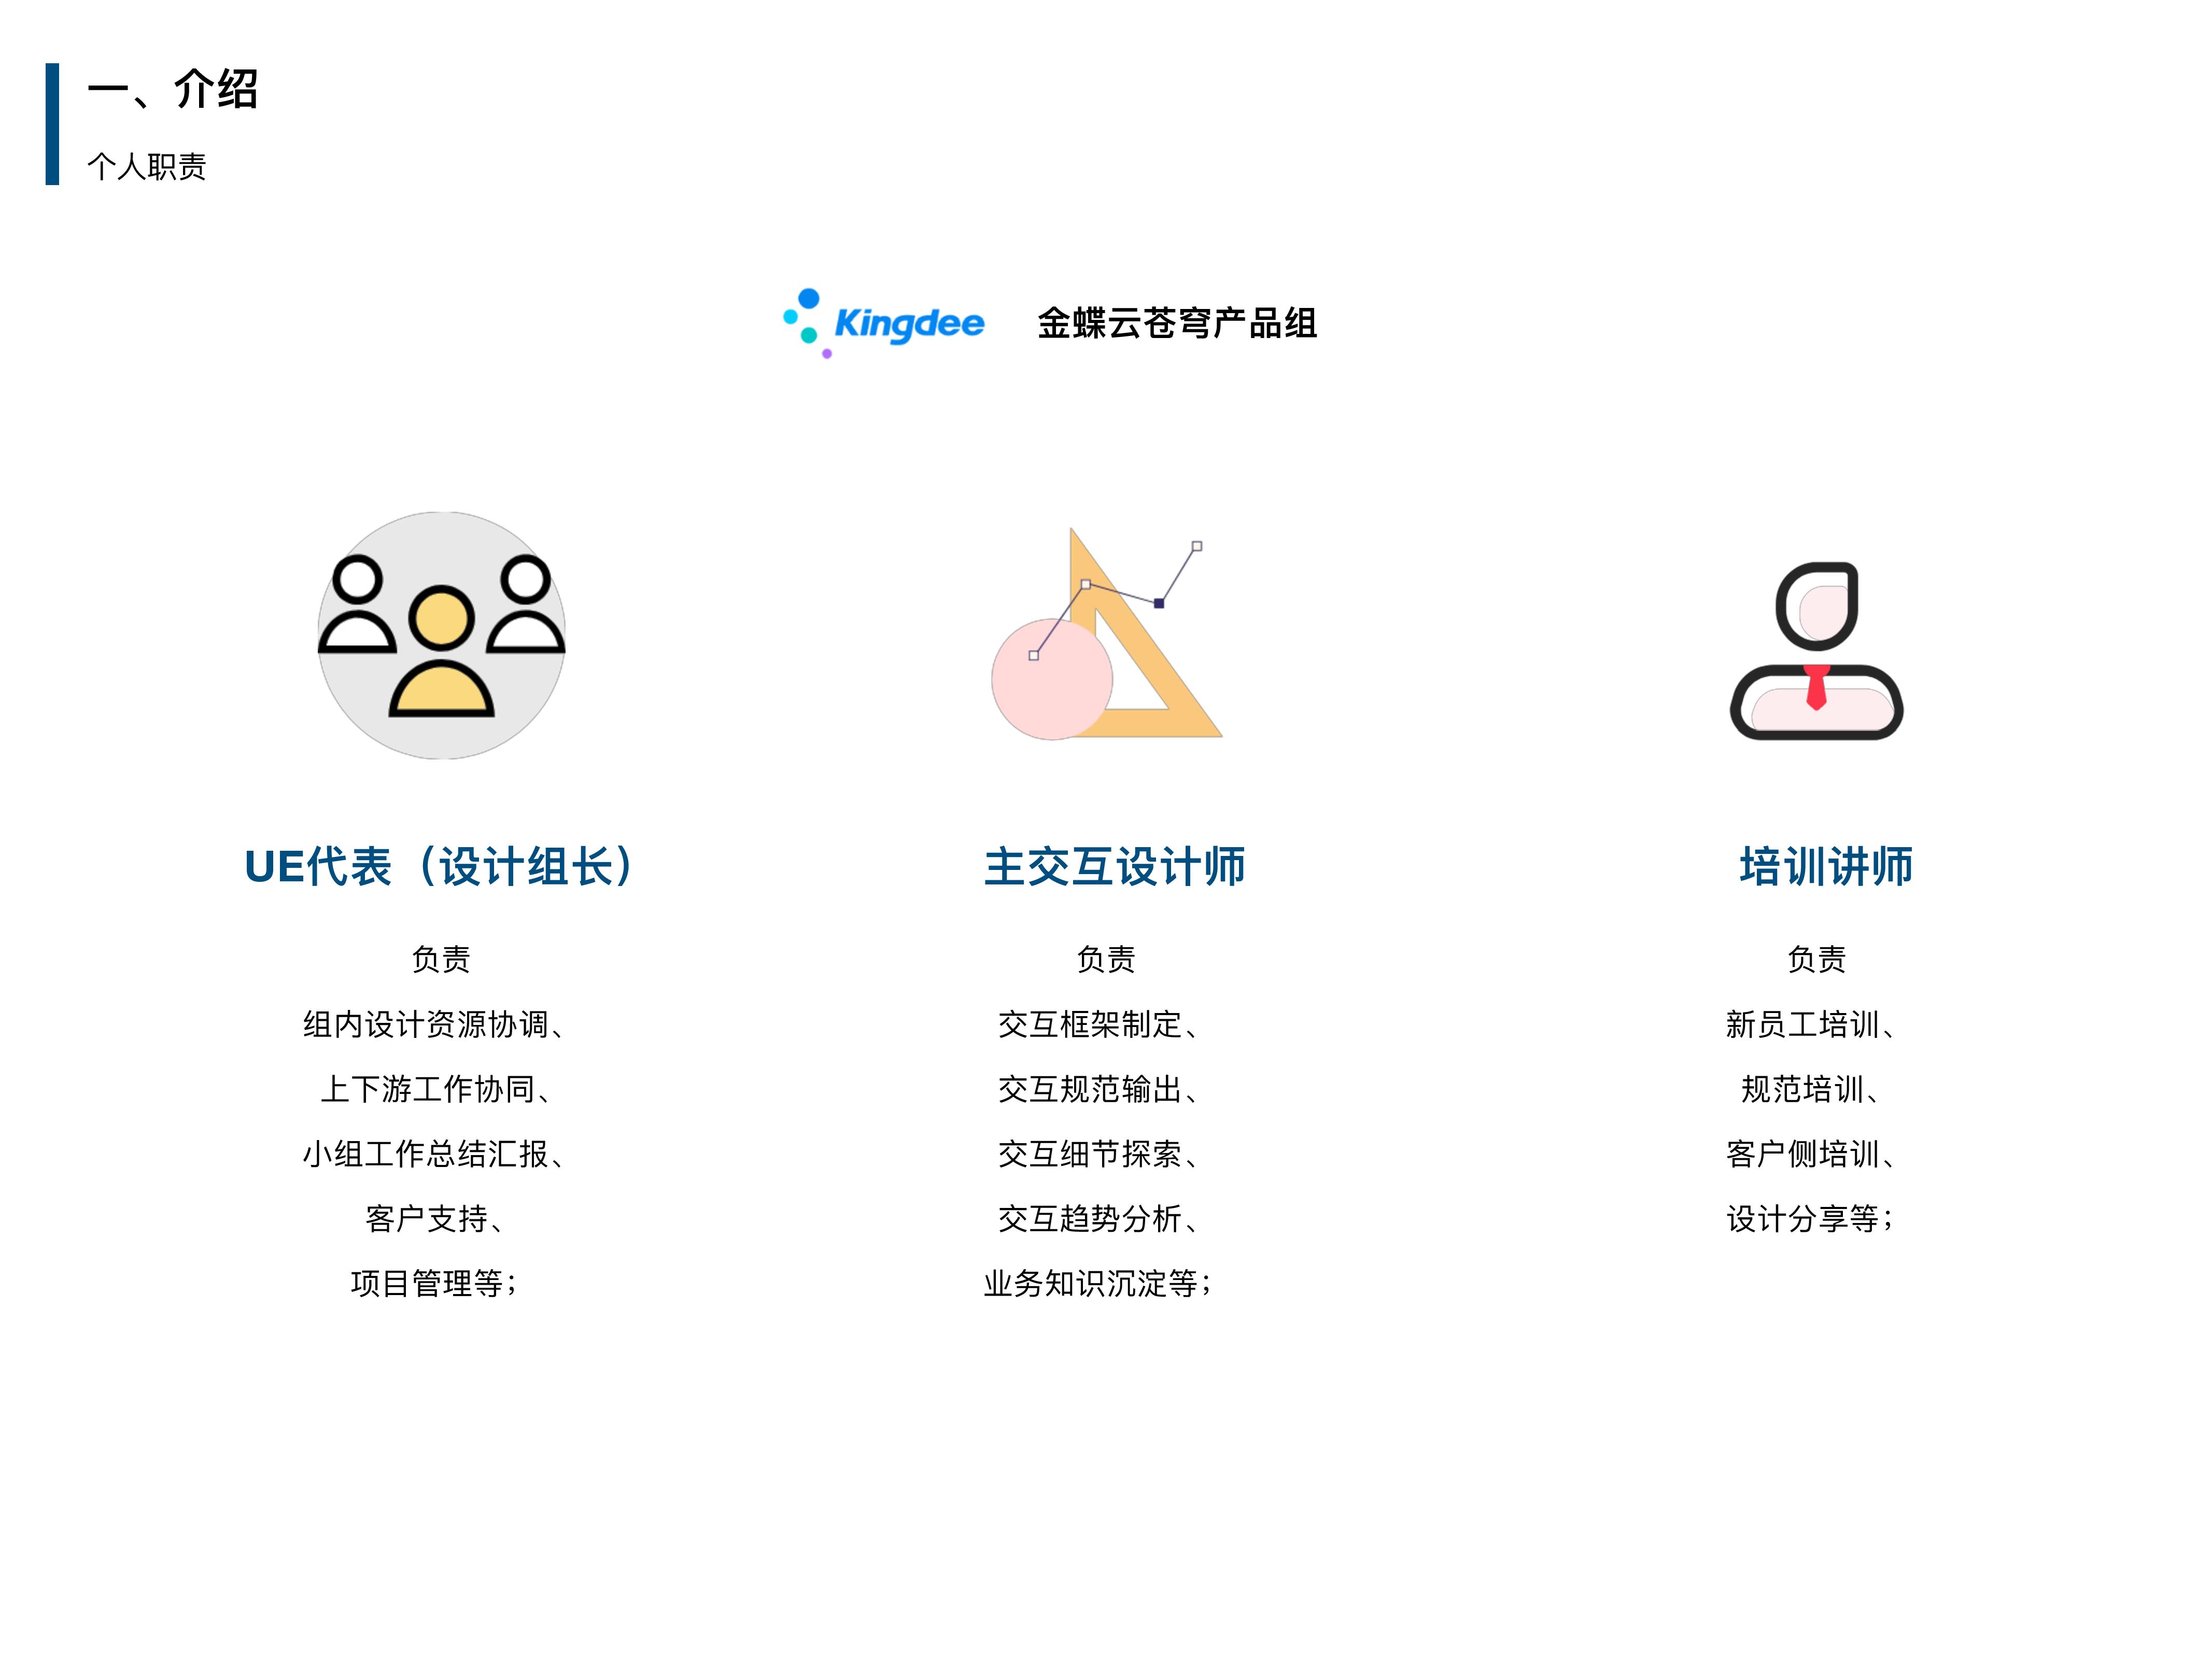 一、介绍
个人职责
Kingdee 金蝶云苍穹产品组
UE代表（设计组长）
负责
组内设计资源协调、
上下游工作协同、
小组工作总结汇报、
客户支持、
项目管理等；
主交互设计师
负责
交互框架制定、
交互规范输出、
交互细节探索、
交互趋势分析、
业务知识沉淀等；
培训讲师
负责
新员工培训、
规范培训、
客户侧培训、
设计分享等；